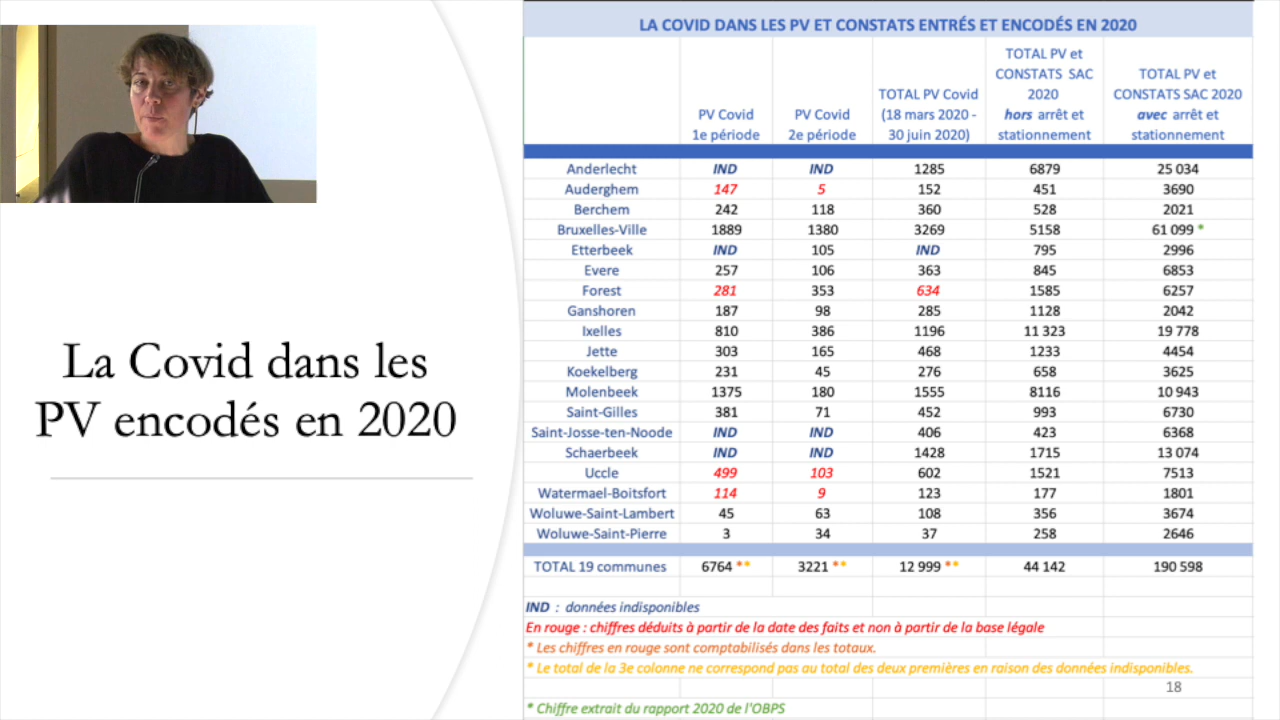 La Covid dans les
PV encodés en 2020
LA COVID DANS LES PV ET CONSTATS ENTRÉS ET ENCODÉS EN 2020
PV Covid 1e période
PV Covid 2e période
TOTAL PV Covid (18 mars 2020 - 30 juin 2020)
TOTAL PV et CONSTATS SAC 2020 hors arrêt et stationnement
TOTAL PV et CONSTATS SAC 2020 avec arrêt et stationnement
Anderlecht IND IND 1285 6879 25 034
Auderghem 147 5 152 451 3690
Berchem 242 118 360 528 2021
Bruxelles-Ville 1889 1380 3269 5158 61 099 *
Etterbeek IND 105 IND 795 2996
Evere 257 106 363 845 6853
Forest 281 353 634 1585 6257
Ganshoren 187 98 285 1128 2042
Ixelles 810 386 1196 11 323 19 778
Jette 303 165 468 1233 4454
Koekelberg 231 45 276 658 3625
Molenbeek 1375 180 1555 8116 10 943
Saint-Gilles 381 71 452 993 6730
Saint-Josse-ten-Noode IND IND 406 423 6368
Schaerbeek IND IND 1428 1715 13 074
Uccle 499 103 602 1521 7513
Watermael-Boitsfort 114 9 123 177 1801
Woluwe-Saint-Lambert 45 63 108 356 3674
Woluwe-Saint-Pierre 3 34 37 258 2646
TOTAL 19 communes 6764 ** 3221 ** 12 999 ** 44 142 190 598
IND : données indisponibles
En rouge : chiffres déduits à partir de la date des faits et non à partir de la base légale
* Les chiffres en rouge sont comptabilisés dans les totaux.
* Le total de la 3e colonne ne correspond pas au total des deux premières en raison des données indisponibles.
18
* Chiffre extrait du rapport 2020 de l'OBPS